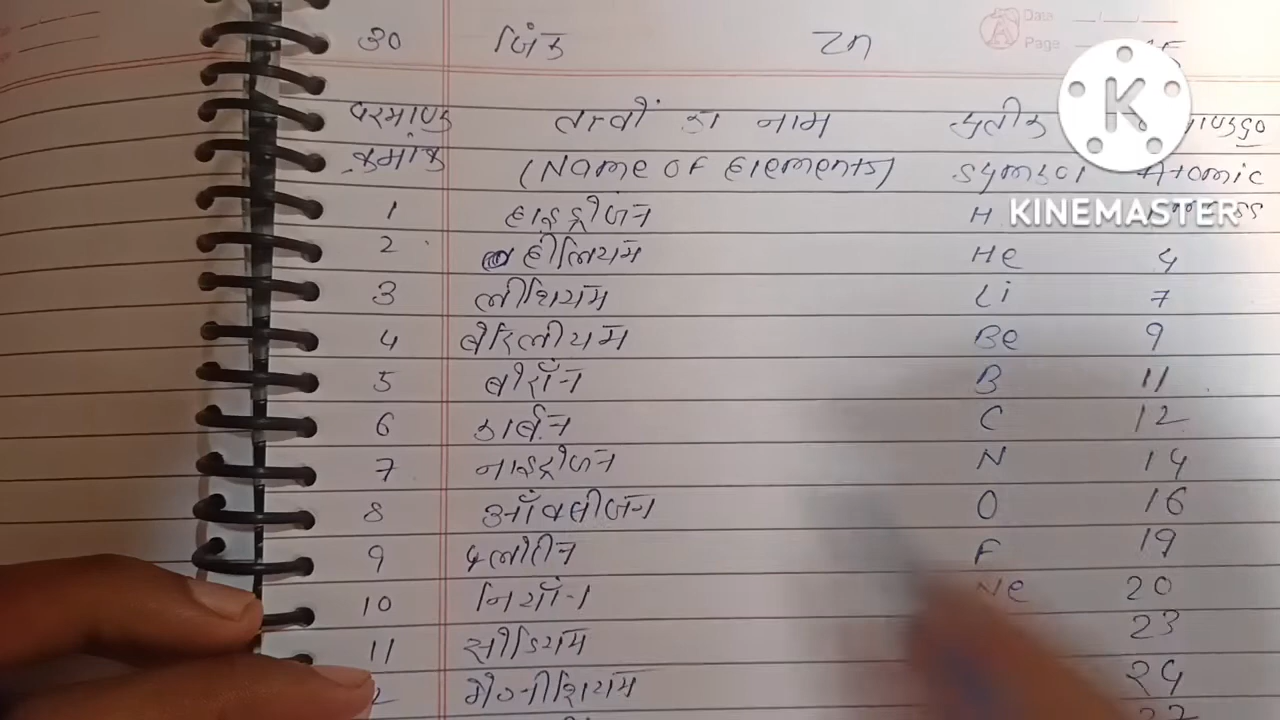 Date
Page
30 जिंक Zn
परमाणु तत्वों का नाम प्रतीक
क्रमांक (Name of Elements) Symbol Atomic
KINEMASTER
1 हाइड्रोजन H
2 हीलियम He 4
3 लीथियम Li 7
4 बेरिलीयम Be 9
5 बोरॉन B 11
6 कार्बन C 12
7 नाइट्रोजन N 14
8 ऑक्सीजन O 16
9 फ्लोरीन F 19
10 नियॉन Ne 20
11 सोडियम 23
मैग्नीशियम 24